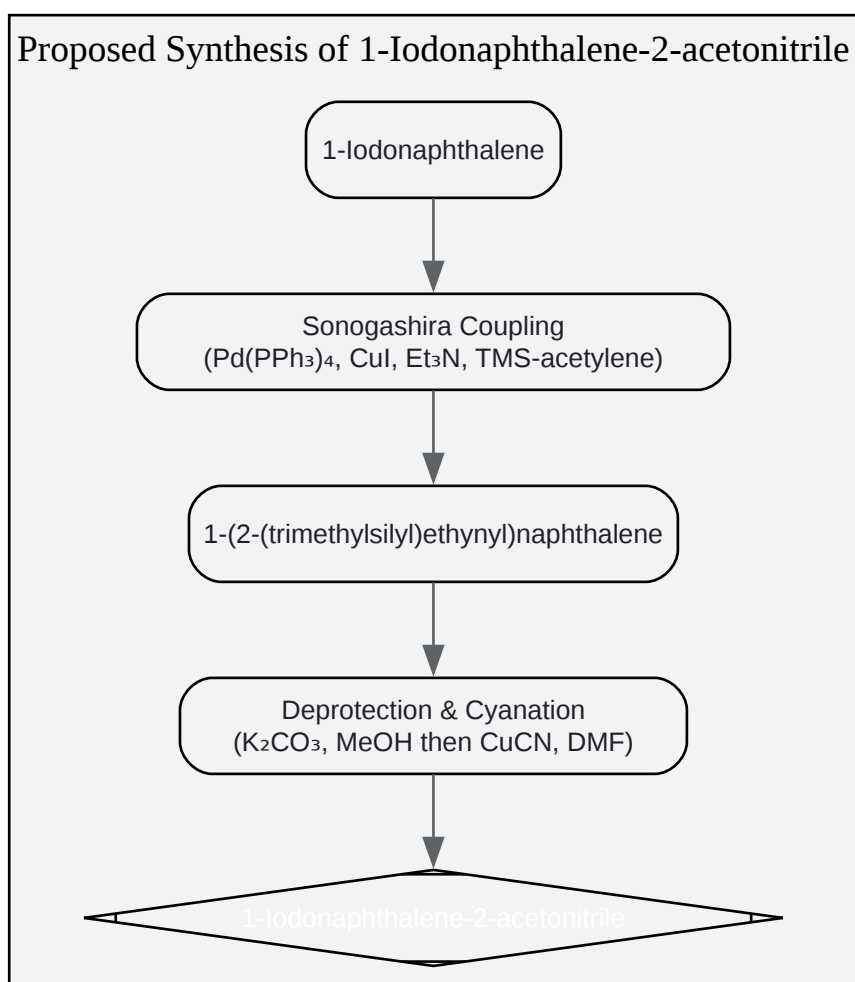 Proposed Synthesis of 1-Iodonaphthalene-2-acetonitrile
1-Iodonaphthalene
Sonogashira Coupling
(Pd(PPh₃)₄, CuI, Et₃N, TMS-acetylene)
1-(2-(trimethylsilyl)ethynyl)naphthalene
Deprotection & Cyanation
(K₂CO₃, MeOH then CuCN, DMF)
1-Iodonaphthalene-2-acetonitrile